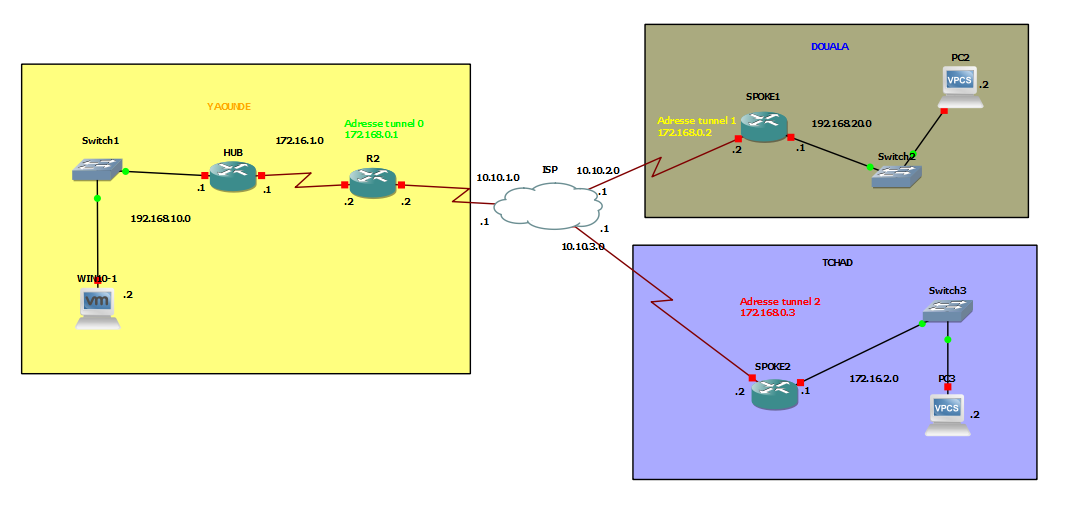 YAOUNDE
Switch1
HUB
172.16.1.0
Adresse tunnel 0
172.168.0.1
R2
.1
.1
.2
.2
192.168.10.0
WIN10-1
vm
.2
10.10.1.0
.1
ISP
10.10.2.0
.1
.1
10.10.3.0
DOUALA
PC2
VPCS
.2
SPOKE1
Adresse tunnel 1
172.168.0.2
.2
.1
192.168.20.0
Switch2
TCHAD
Switch3
Adresse tunnel 2
172.168.0.3
SPOKE2
.2
.1
172.16.2.0
PC3
VPCS
.2